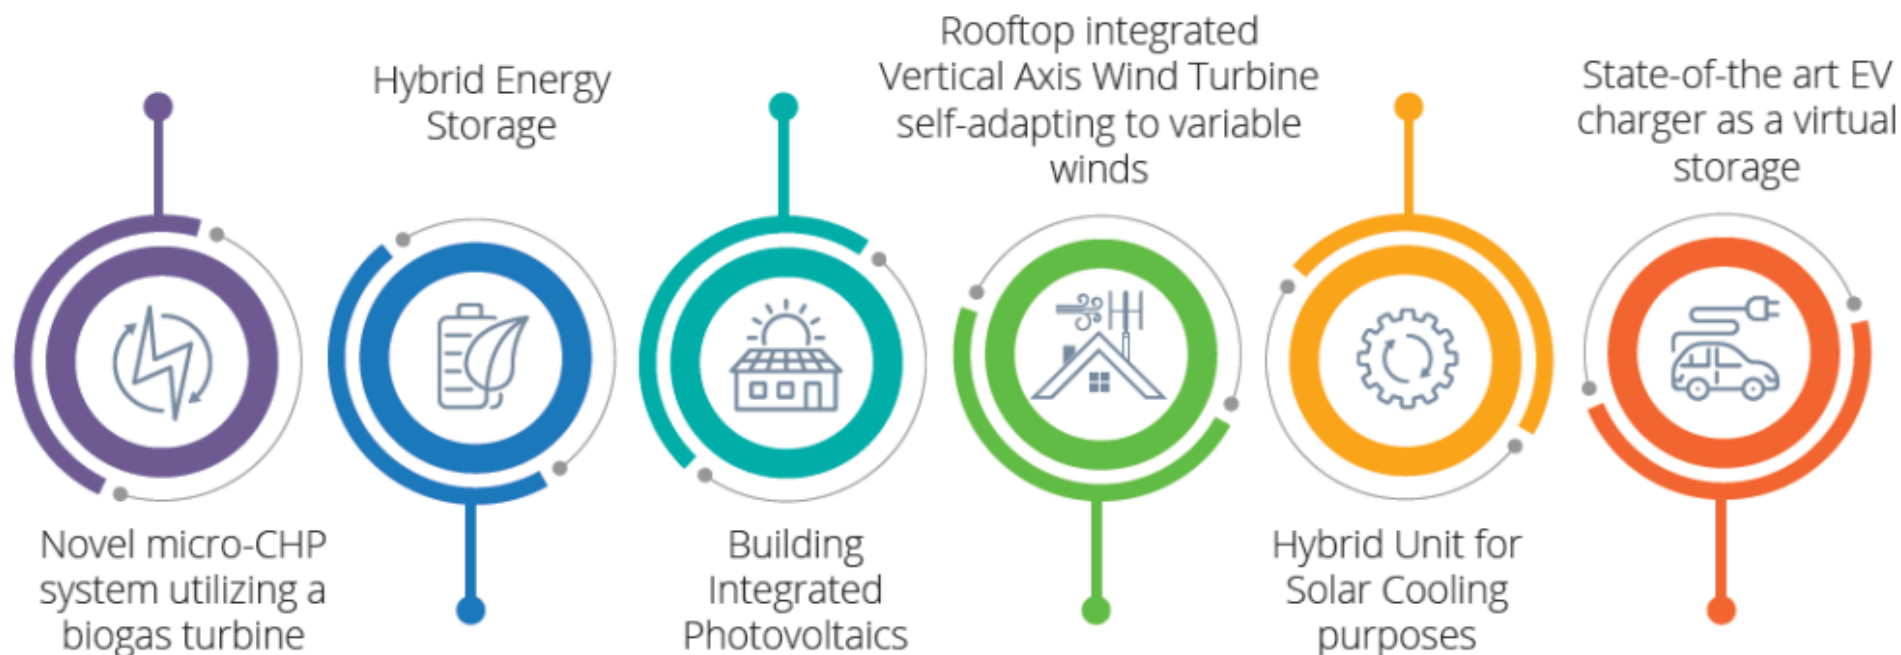 Novel micro-CHP
system utilizing a
biogas turbine
Hybrid Energy
Storage
Building
Integrated
Photovoltaics
Rooftop integrated
Vertical Axis Wind Turbine
self-adapting to variable
winds
Hybrid Unit for
Solar Cooling
purposes
State-of-the art EV
charger as a virtual
storage